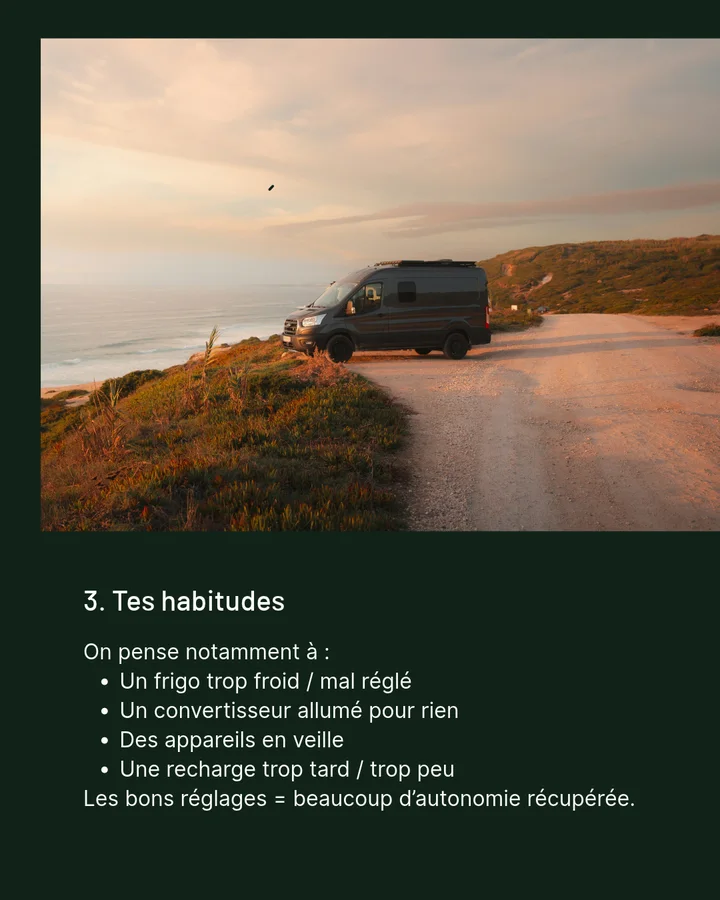 3. Tes habitudes
On pense notamment à :
• Un frigo trop froid / mal réglé
• Un convertisseur allumé pour rien
• Des appareils en veille
• Une recharge trop tard / trop peu
Les bons réglages = beaucoup d’autonomie récupérée.